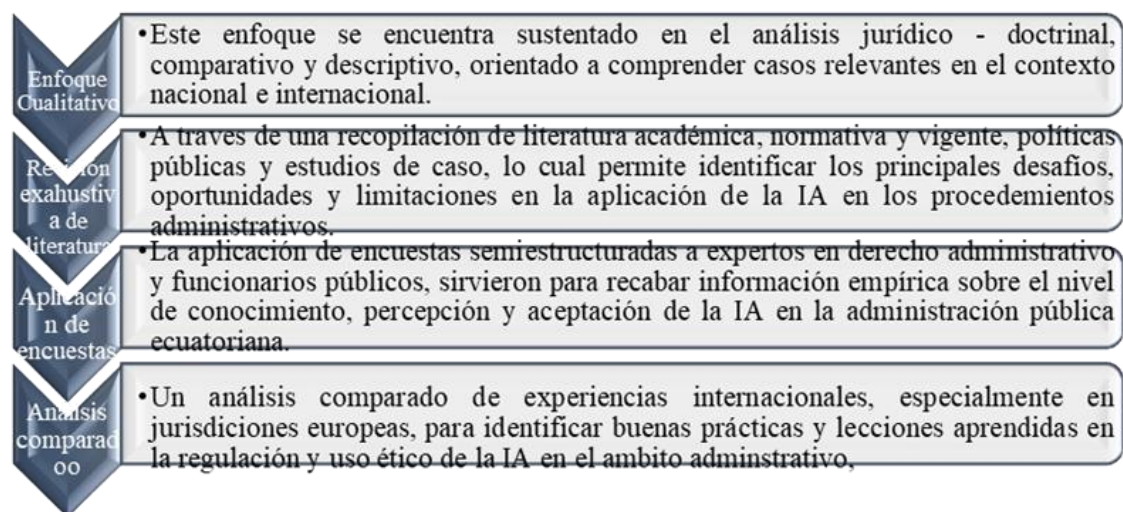 Enfoque
Cualitativo
•Este enfoque se encuentra sustentado en el análisis jurídico - doctrinal,
comparativo y descriptivo, orientado a comprender casos relevantes en el contexto
nacional e internacional.
Revisión
exahustiv
a de
literatura
•A traves de una recopilación de literatura académica, normativa y vigente, políticas
públicas y estudios de caso, lo cual permite identificar los principales desafíos,
oportunidades y limitaciones en la aplicación de la IA en los procedemientos
administrativos.
Aplicació
n de
encuestas
•La aplicación de encuestas semiestructuradas a expertos en derecho administrativo
y funcionarios públicos, sirvieron para recabar información empírica sobre el nivel
de conocimiento, percepción y aceptación de la IA en la administración pública
ecuatoriana.
Análisis
comparad
oo
•Un análisis comparado de experiencias internacionales, especialmente en
jurisdiciones europeas, para identificar buenas prácticas y lecciones aprendidas en
la regulación y uso ético de la IA en el ambito adminstrativo,